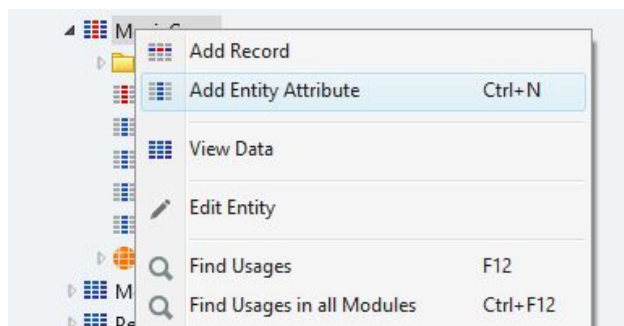 Add Record
Add Entity Attribute Ctrl+N
View Data
Edit Entity
Find Usages F12
Find Usages in all Modules Ctrl+F12